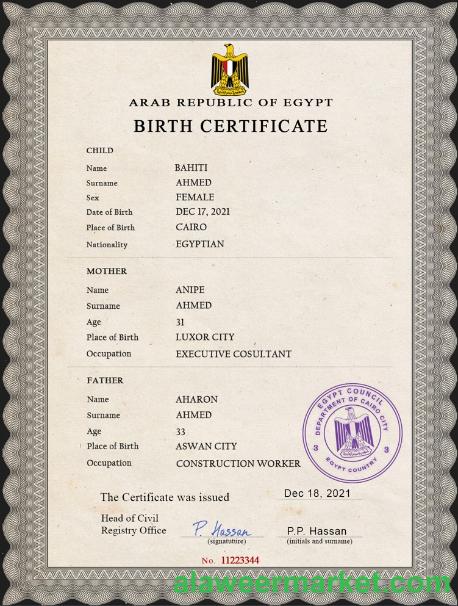 ARAB REPUBLIC OF EGYPT
BIRTH CERTIFICATE
CHILD
Name BAHITI
Surname AHMED
Sex FEMALE
Date of Birth DEC 17, 2021
Place of Birth CAIRO
Nationality EGYPTIAN
MOTHER
Name ANIPE
Surname AHMED
Age 31
Place of Birth LUXOR CITY
Occupation EXECUTIVE COSULTANT
FATHER
Name AHARON
Surname AHMED
Age 33
Place of Birth ASWAN CITY
Occupation CONSTRUCTION WORKER
EGYPT COUNCIL
DEPARTMENT OF CAIRO CITY
3 3
EGYPT COUNTRY
The Certificate was issued Dec 18, 2021
Head of Civil
Registry Office P. Hassan P.P. Hassan
(signatuture) (initials and surname)
No. 11223344
alaweermarket.com